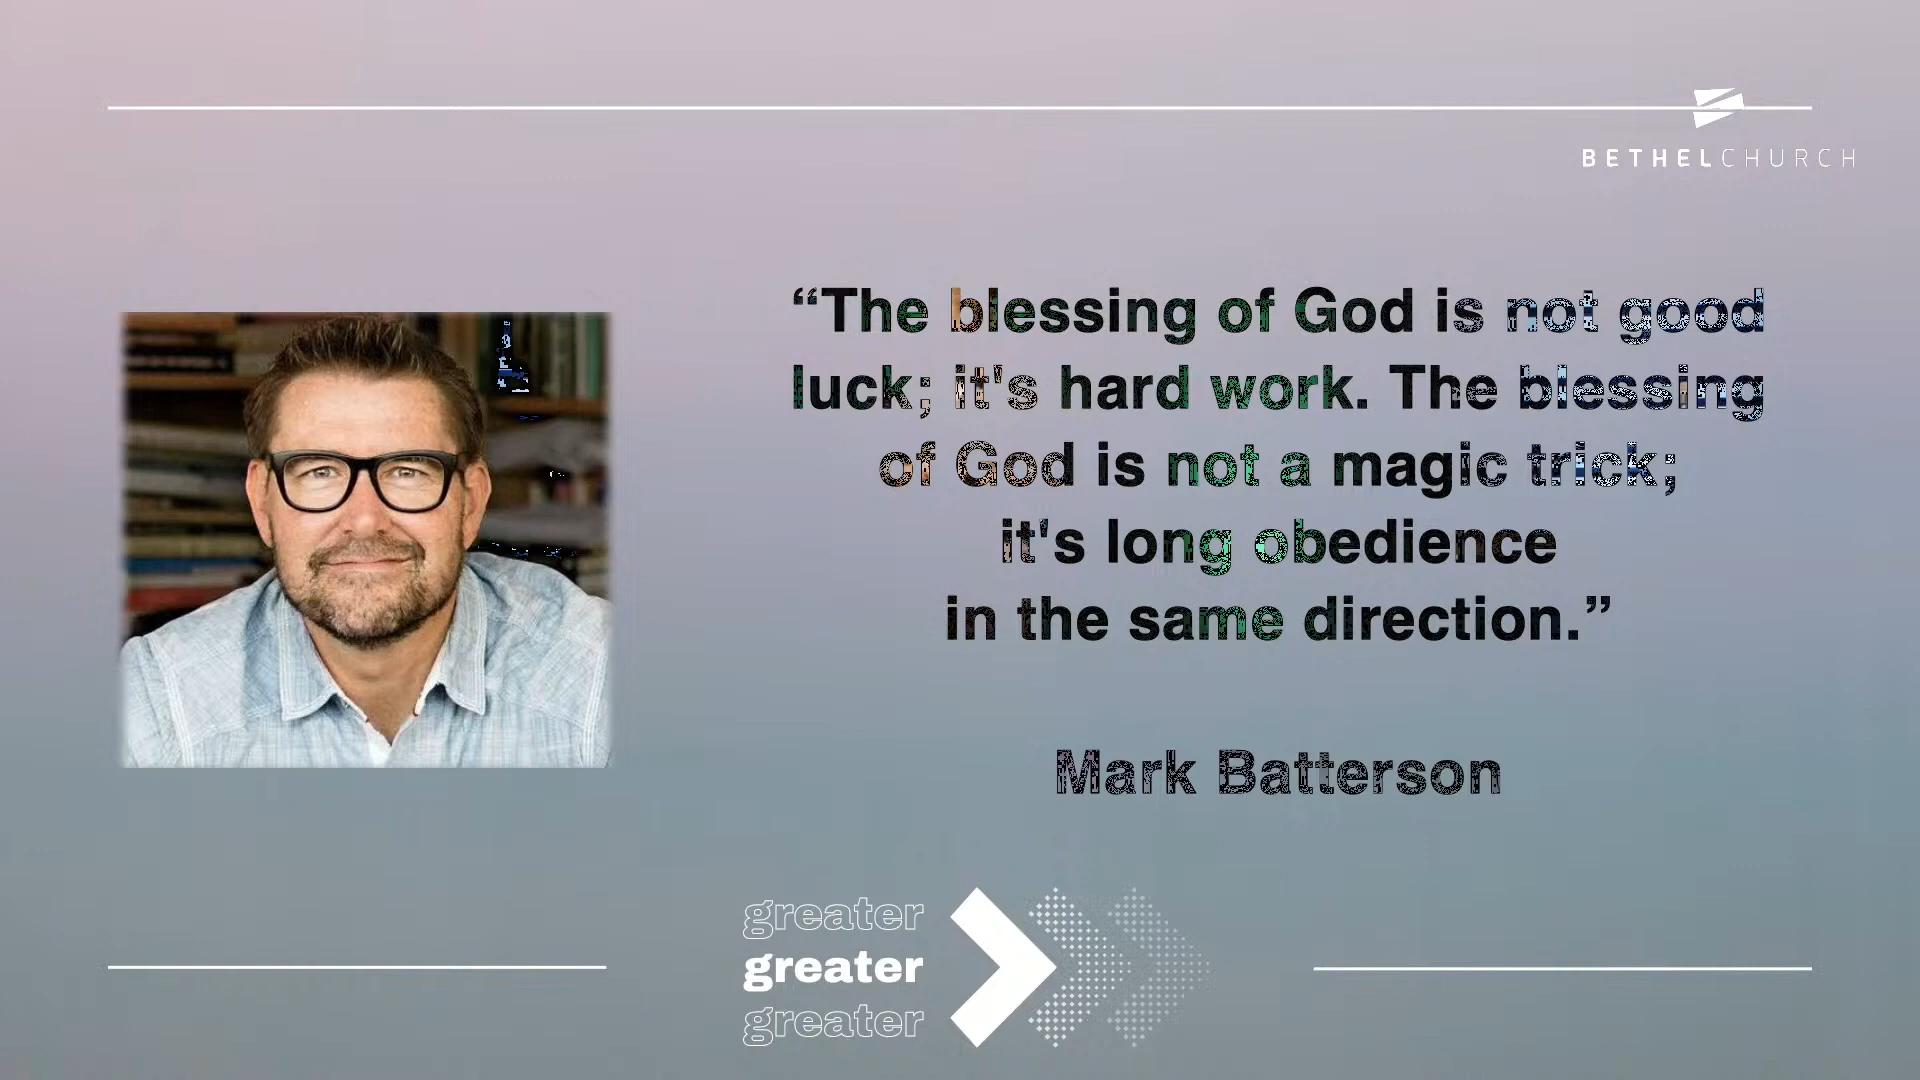 BETHELCHURCH
“The blessing of God is not good
luck; it's hard work. The blessing
of God is not a magic trick;
it's long obedience
in the same direction.”
Mark Batterson
greater
greater
greater